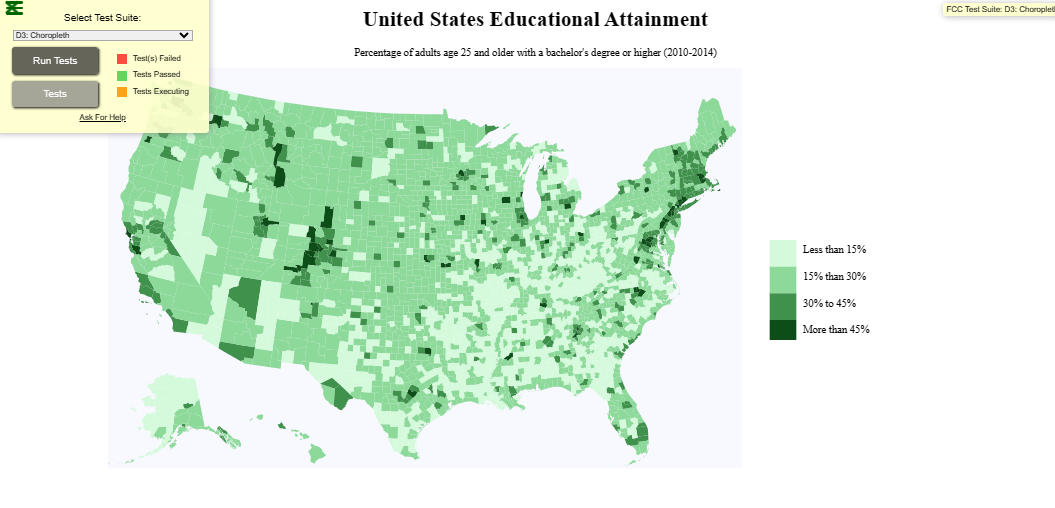 Select Test Suite:
D3: Choropleth
Run Tests
Tests
Test(s) Failed
Tests Passed
Tests Executing
Ask For Help
United States Educational Attainment
Percentage of adults age 25 and older with a bachelor's degree or higher (2010-2014)
FCC Test Suite: D3: Choropleth
Less than 15%
15% than 30%
30% to 45%
More than 45%